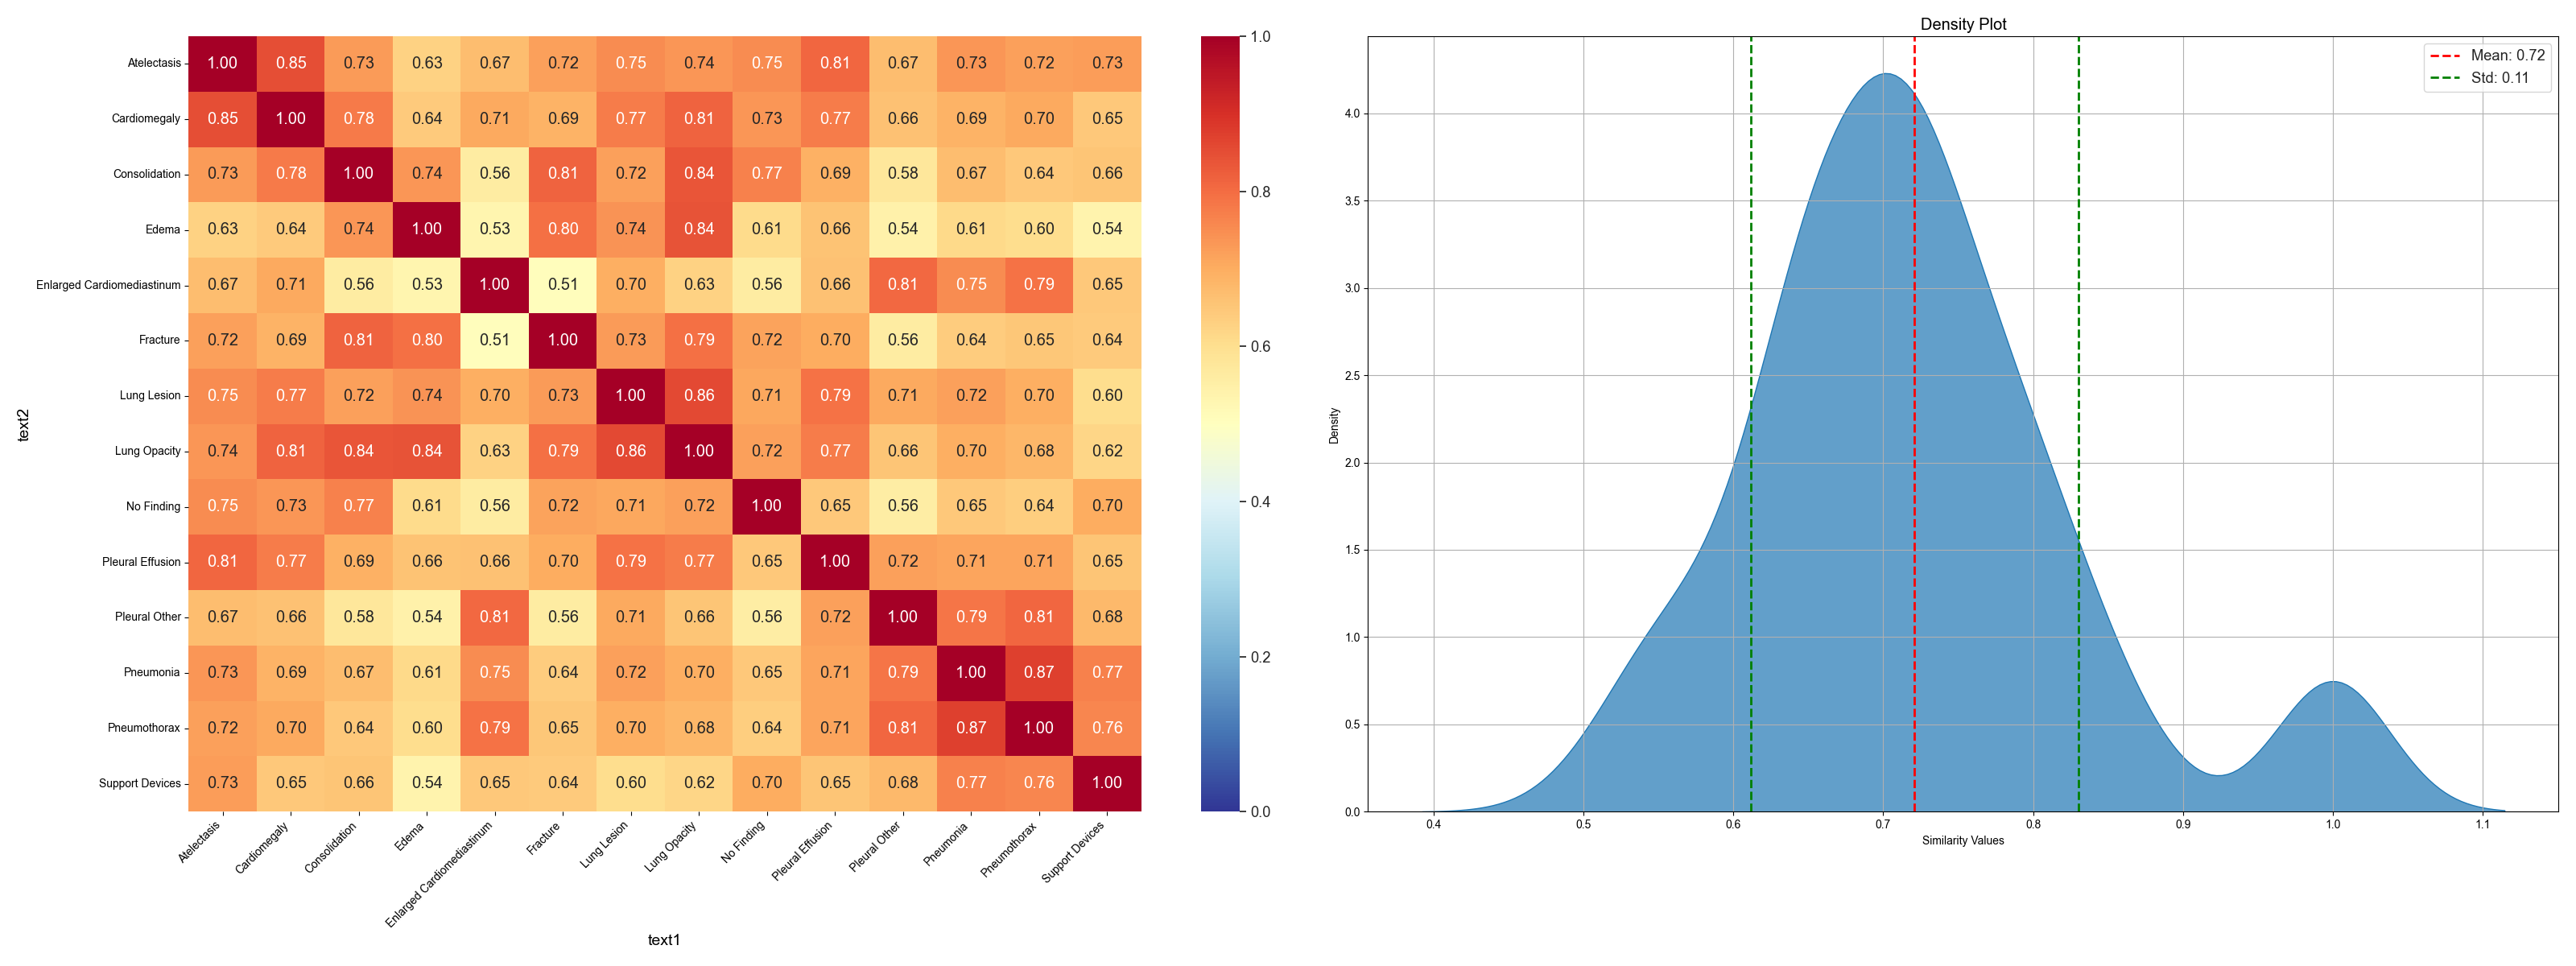 Atelectasis 1.00 0.85 0.73 0.63 0.67 0.72 0.75 0.74 0.75 0.81 0.67 0.73 0.72 0.73
Cardiomegaly 0.85 1.00 0.78 0.64 0.71 0.69 0.77 0.81 0.73 0.77 0.66 0.69 0.70 0.65
Consolidation 0.73 0.78 1.00 0.74 0.56 0.81 0.72 0.84 0.77 0.69 0.58 0.67 0.64 0.66
Edema 0.63 0.64 0.74 1.00 0.53 0.80 0.74 0.84 0.61 0.66 0.54 0.61 0.60 0.54
Enlarged Cardiomediastinum 0.67 0.71 0.56 0.53 1.00 0.51 0.70 0.63 0.56 0.66 0.81 0.75 0.79 0.65
Fracture 0.72 0.69 0.81 0.80 0.51 1.00 0.73 0.79 0.72 0.70 0.56 0.64 0.65 0.64
Lung Lesion 0.75 0.77 0.72 0.74 0.70 0.73 1.00 0.86 0.71 0.79 0.71 0.72 0.70 0.60
Lung Opacity 0.74 0.81 0.84 0.84 0.63 0.79 0.86 1.00 0.72 0.77 0.66 0.70 0.68 0.62
No Finding 0.75 0.73 0.77 0.61 0.56 0.72 0.71 0.72 1.00 0.65 0.56 0.65 0.64 0.70
Pleural Effusion 0.81 0.77 0.69 0.66 0.66 0.70 0.79 0.77 0.65 1.00 0.72 0.71 0.71 0.65
Pleural Other 0.67 0.66 0.58 0.54 0.81 0.56 0.71 0.66 0.56 0.72 1.00 0.79 0.81 0.68
Pneumonia 0.73 0.69 0.67 0.61 0.75 0.64 0.72 0.70 0.65 0.71 0.79 1.00 0.87 0.77
Pneumothorax 0.72 0.70 0.64 0.60 0.79 0.65 0.70 0.68 0.64 0.71 0.81 0.87 1.00 0.76
Support Devices 0.73 0.65 0.66 0.54 0.65 0.64 0.60 0.62 0.70 0.65 0.68 0.77 0.76 1.00
text2
Atelectasis
Cardiomegaly
Consolidation
Edema
Enlarged Cardiomediastinum
Fracture
Lung Lesion
Lung Opacity
No Finding
Pleural Effusion
Pleural Other
Pneumonia
Pneumothorax
Support Devices
text1
1.0
0.8
0.6
0.4
0.2
0.0
Density Plot
Mean: 0.72
Std: 0.11
4.0
3.5
3.0
2.5
2.0
1.5
1.0
0.5
0.0
Density
0.4 0.5 0.6 0.7 0.8 0.9 1.0 1.1
Similarity Values